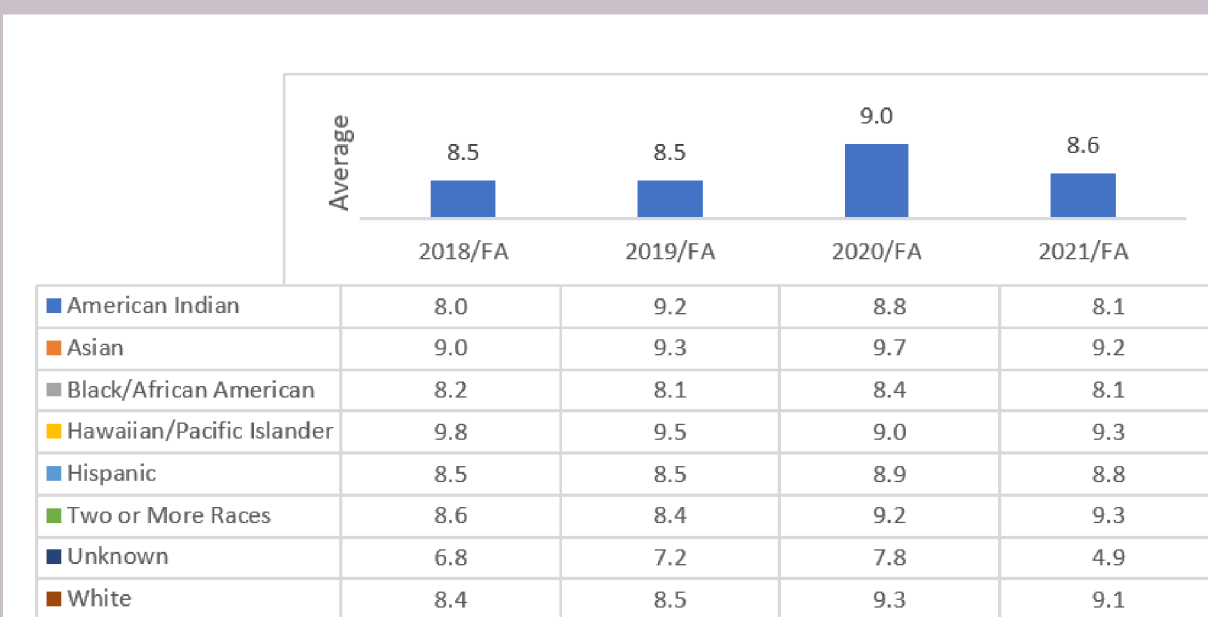 Average
9.0
8.5 8.5 8.6
2018/FA 2019/FA 2020/FA 2021/FA
American Indian 8.0 9.2 8.8 8.1
Asian 9.0 9.3 9.7 9.2
Black/African American 8.2 8.1 8.4 8.1
Hawaiian/Pacific Islander 9.8 9.5 9.0 9.3
Hispanic 8.5 8.5 8.9 8.8
Two or More Races 8.6 8.4 9.2 9.3
Unknown 6.8 7.2 7.8 4.9
White 8.4 8.5 9.3 9.1